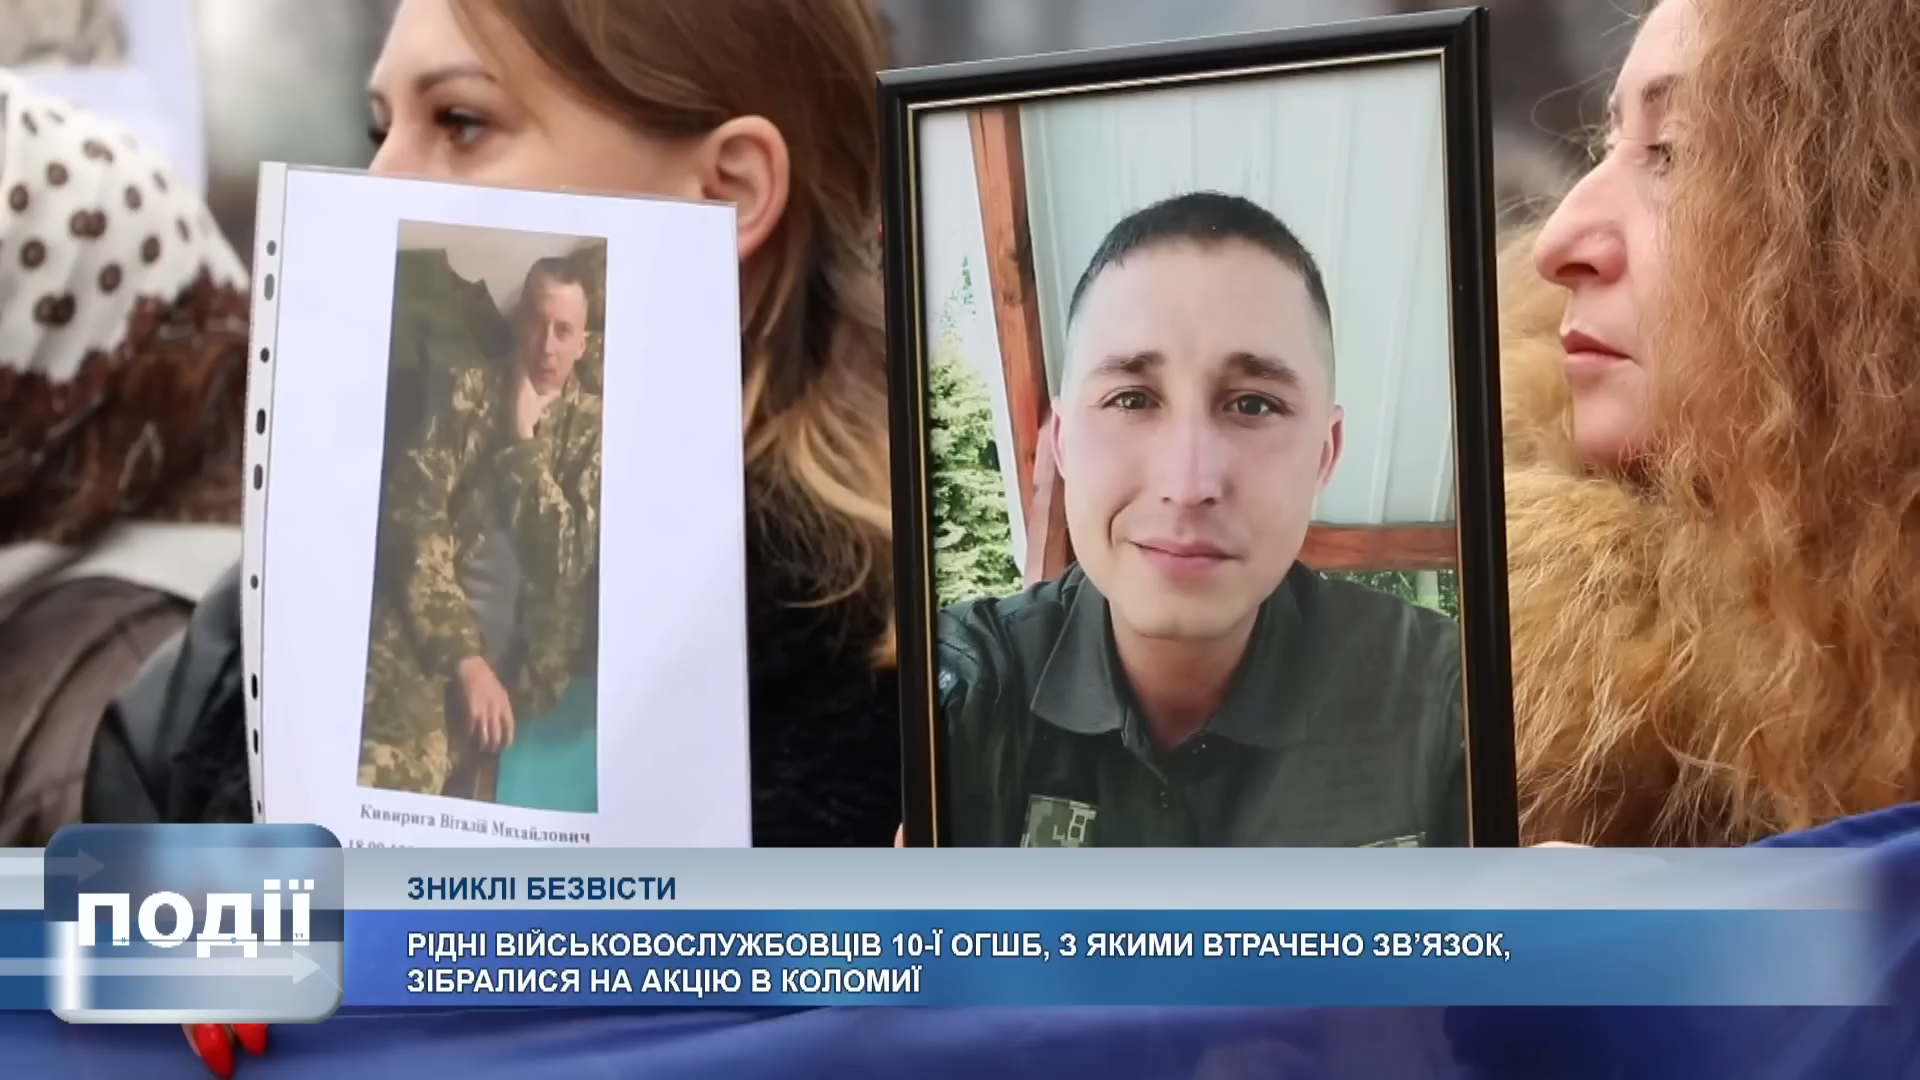 Кивирига Віталій Михайлович
події
ЗНИКЛІ БЕЗВІСТИ
РІДНІ ВІЙСЬКОВОСЛУЖБОВЦІВ 10-Ї ОГШБ, З ЯКИМИ ВТРАЧЕНО ЗВ’ЯЗОК,
ЗІБРАЛИСЯ НА АКЦІЮ В КОЛОМИЇ